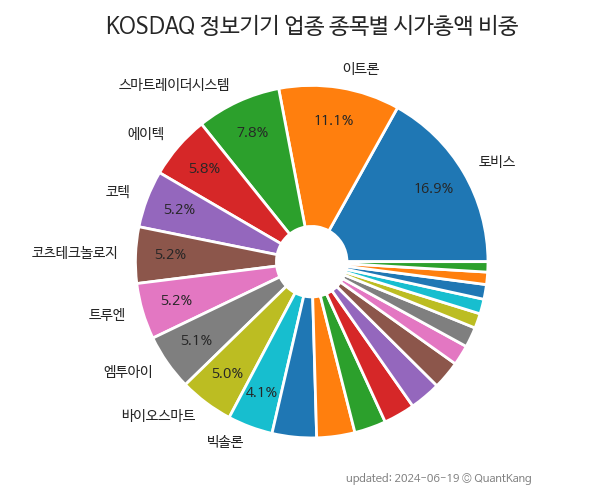 KOSDAQ 정보기기 업종 종목별 시가총액 비중
이트론
11.1%
스마트레이더시스템
7.8%
에이텍
5.8%
토비스
16.9%
코텍
5.2%
코츠테크놀로지
5.2%
트루엔
5.2%
엠투아이
5.1%
바이오스마트
5.0%
빅솔론
4.1%
updated: 2024-06-19 © QuantKang